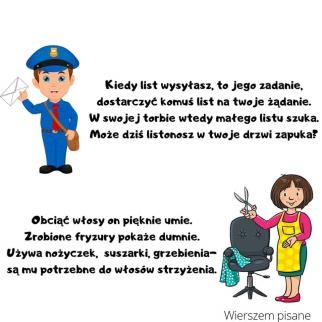 Kiedy list wysyłasz, to jego zadanie,
dostarczyć komuś list na twoje żądanie.
W swojej torbie wtedy małego listu szuka.
Może dziś listonosz w twoje drzwi zapuka?
Obciąć włosy on pięknie umie.
Zrobione fryzury pokaże dumnie.
Używa nożyczek, suszarki, grzebienia-
są mu potrzebne do włosów strzyżenia.
Wierszem pisane